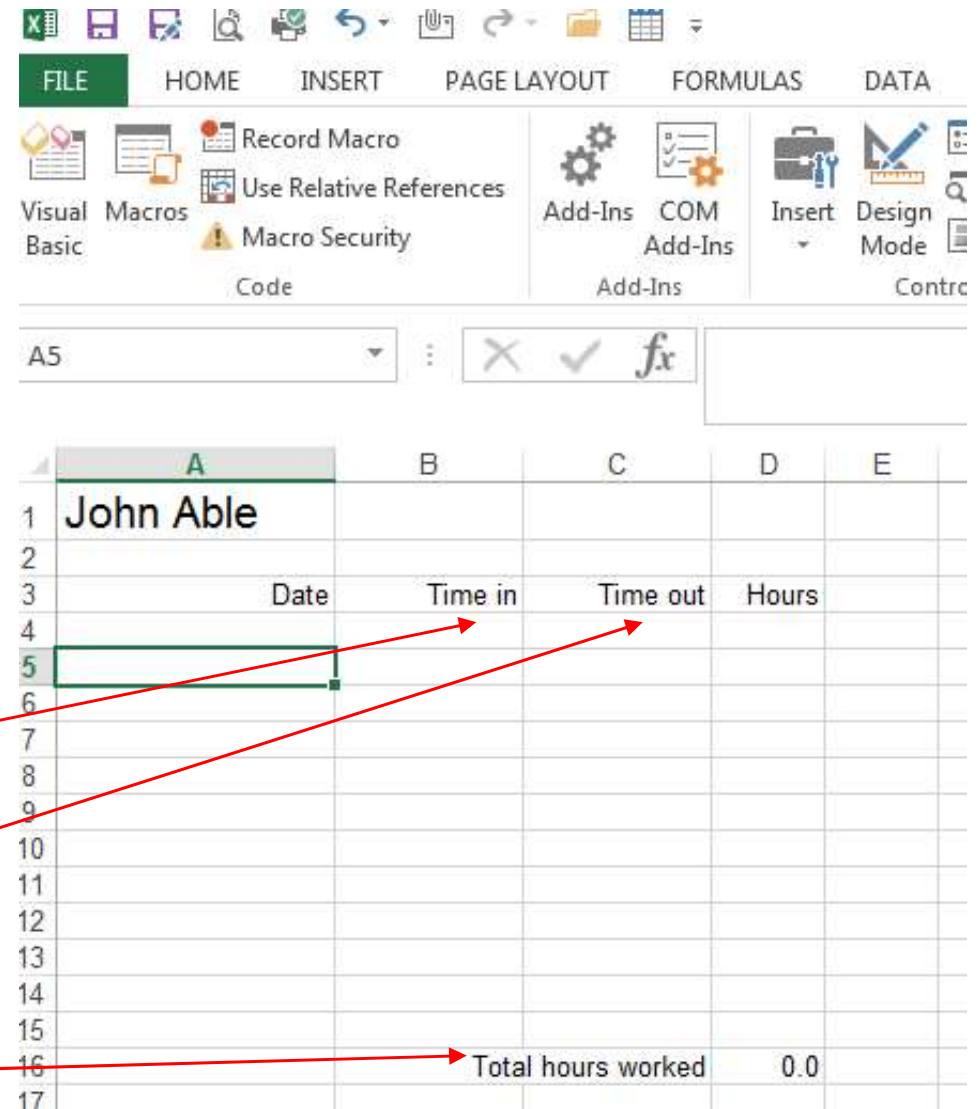 FILE HOME INSERT PAGE LAYOUT FORMULAS DATA
Visual Basic
Macros
Record Macro
Use Relative References
Macro Security
Add-Ins
COM Add-Ins
Insert
Design Mode
Code Add-Ins
A5 fx
A B C D E
1 John Able
2
3 Date Time in Time out Hours
4
5
6
7
8
9
10
11
12
13
14
15
16 Total hours worked 0.0
17